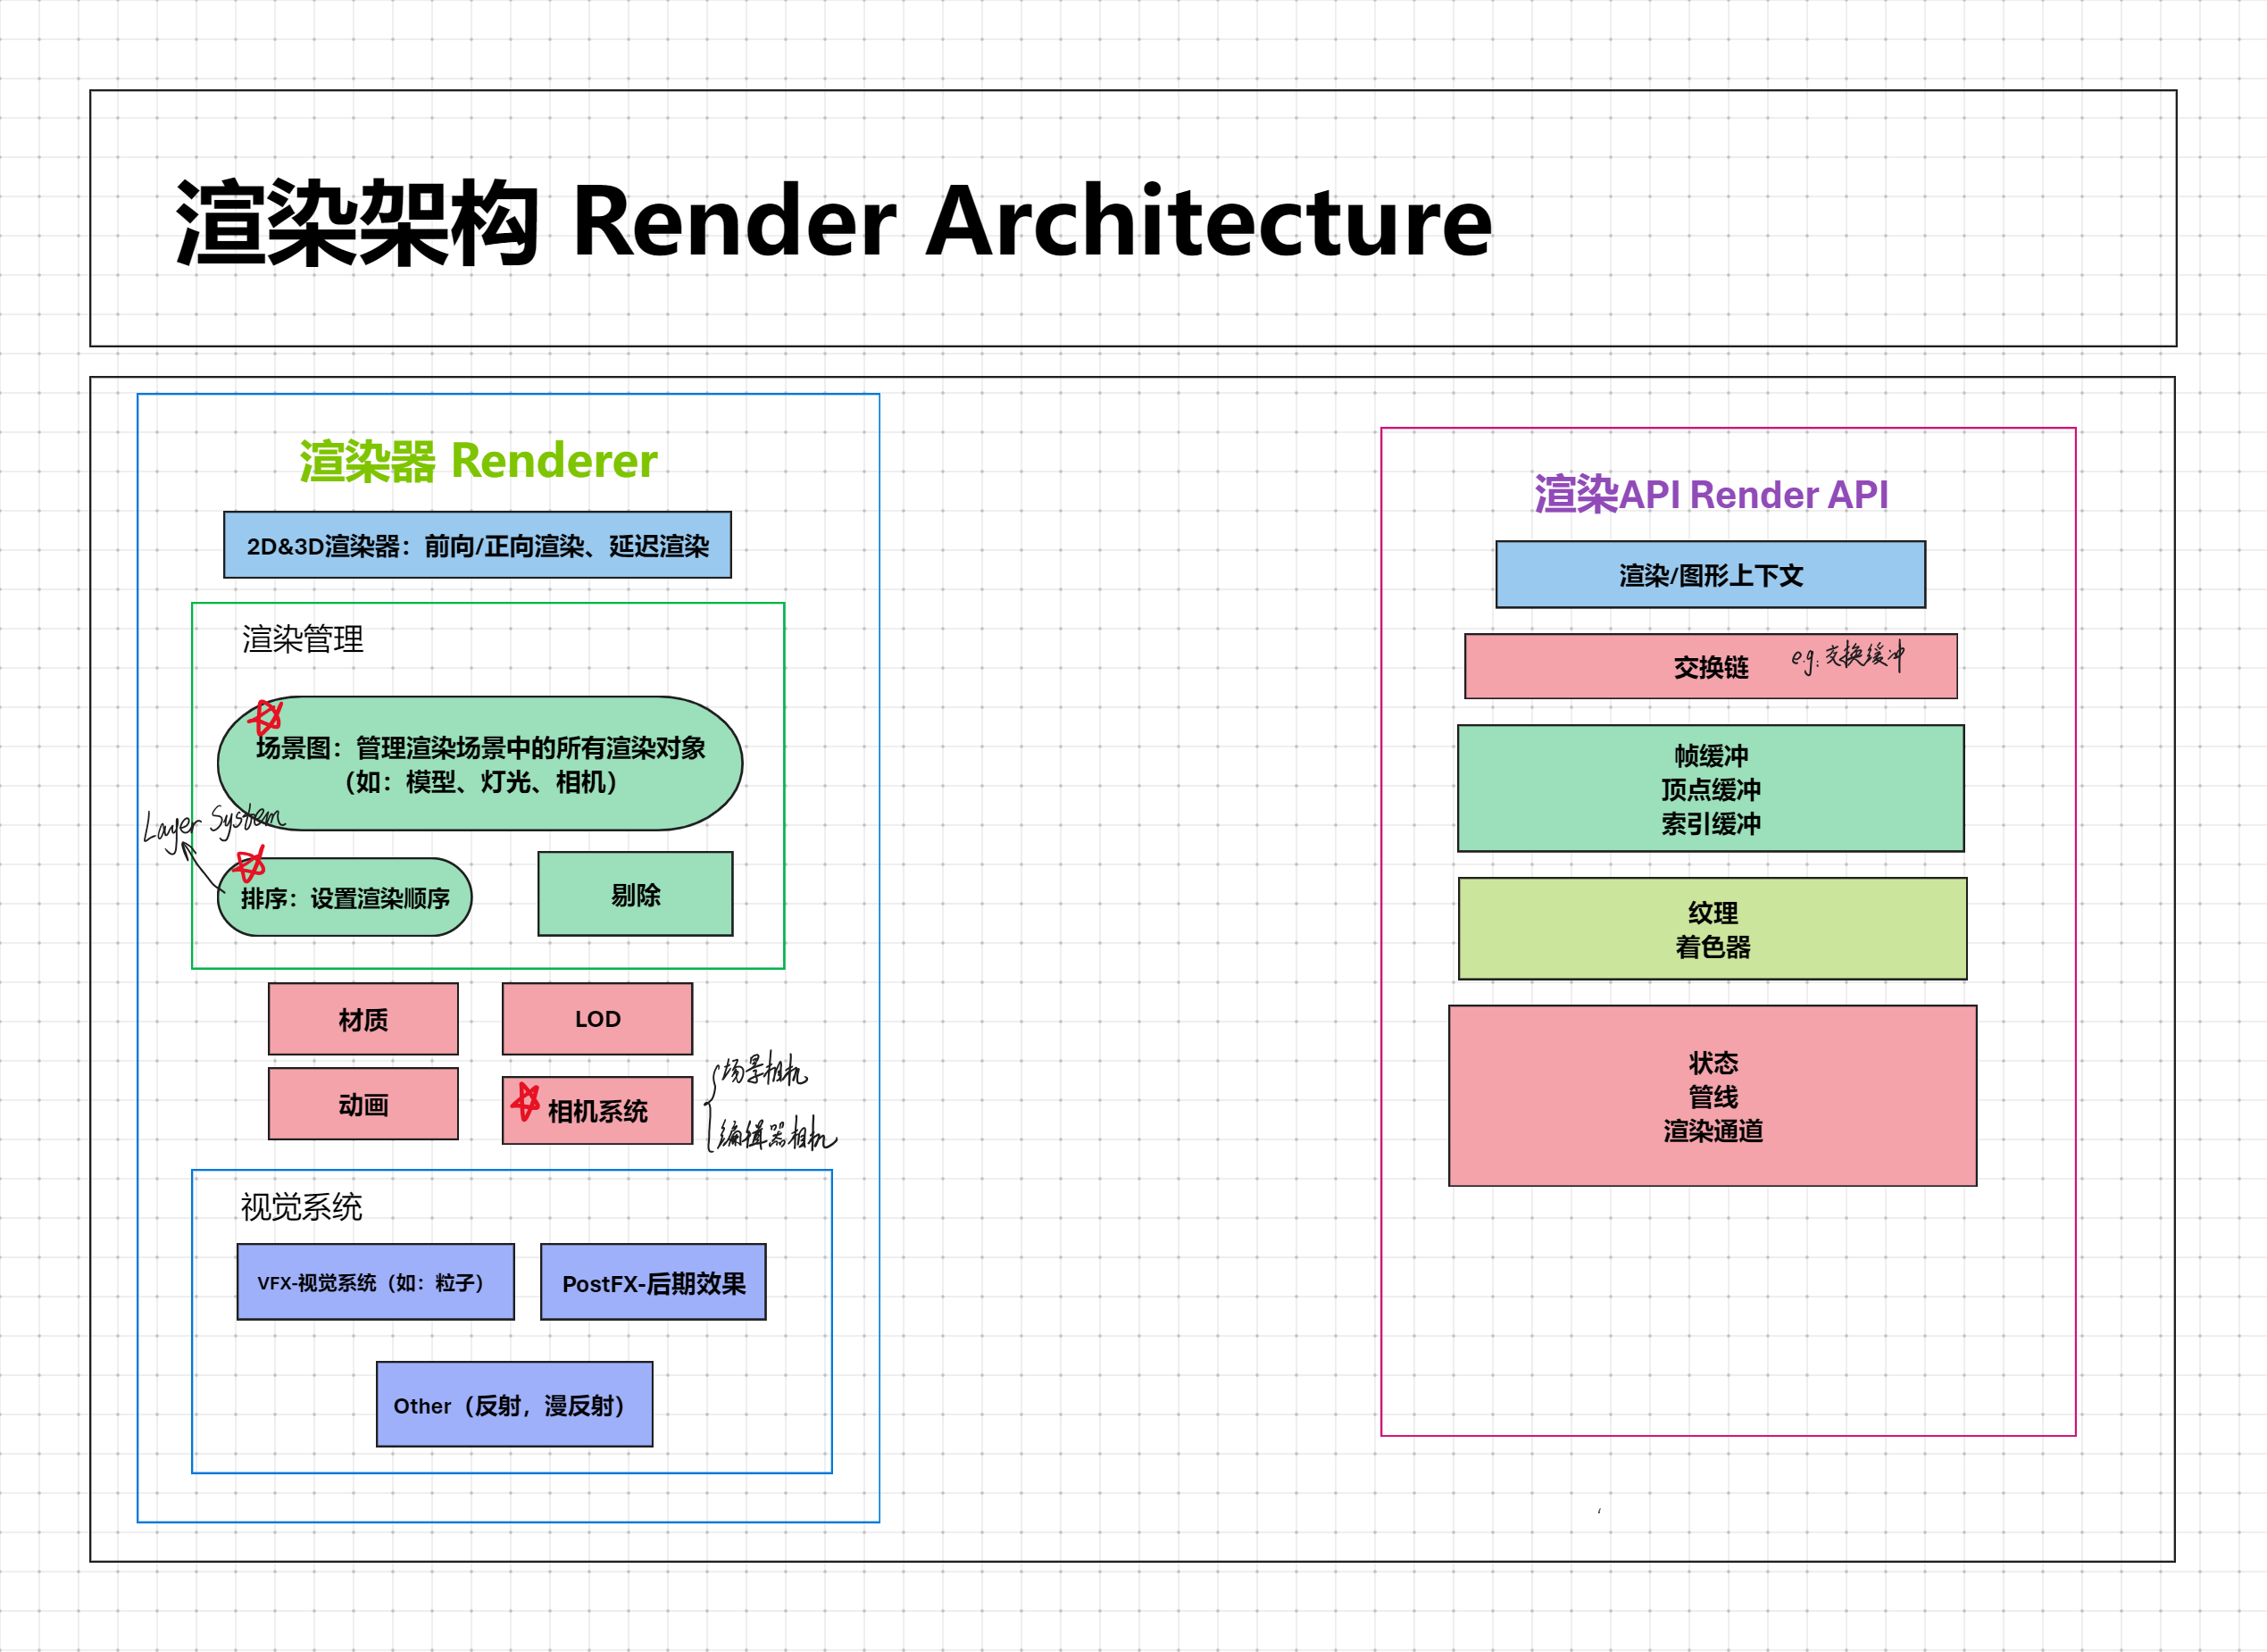 渲染架构 Render Architecture
渲染器 Renderer
2D&3D渲染器：前向/正向渲染、延迟渲染
渲染管理
场景图：管理渲染场景中的所有渲染对象
（如：模型、灯光、相机）
Layer System
排序：设置渲染顺序
剔除
材质
LOD
动画
相机系统
场景相机
编辑器相机
视觉系统
VFX-视觉系统（如：粒子）
PostFX-后期效果
Other（反射，漫反射）
渲染API Render API
渲染/图形上下文
交换链
e.g: 交换缓冲
帧缓冲
顶点缓冲
索引缓冲
纹理
着色器
状态
管线
渲染通道